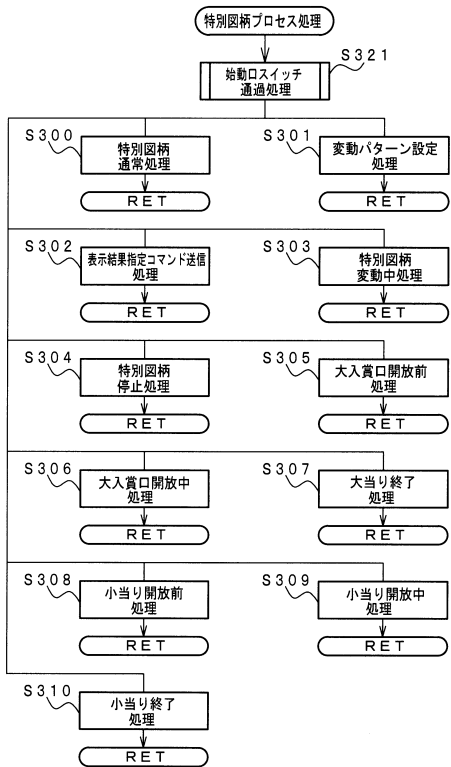 特別図柄プロセス処理
S321
始動口スイッチ
通過処理
S300
特別図柄
通常処理
RET
S301
変動パターン設定
処理
RET
S302
表示結果指定コマンド送信
処理
RET
S303
特別図柄
変動中処理
RET
S304
特別図柄
停止処理
RET
S305
大入賞口開放前
処理
RET
S306
大入賞口開放中
処理
RET
S307
大当り終了
処理
RET
S308
小当り開放前
処理
RET
S309
小当り開放中
処理
RET
S310
小当り終了
処理
RET